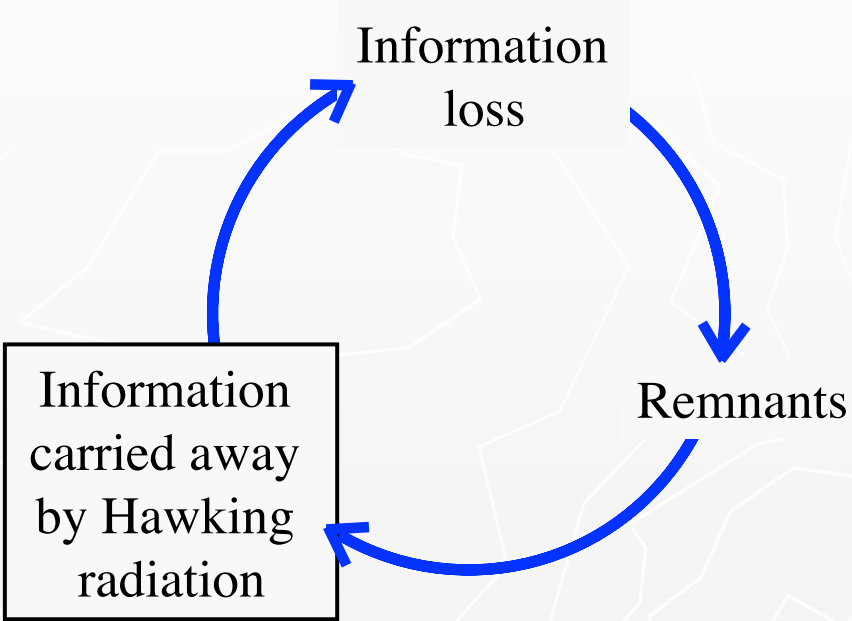 Information
loss
Remnants
Information
carried away
by Hawking
radiation